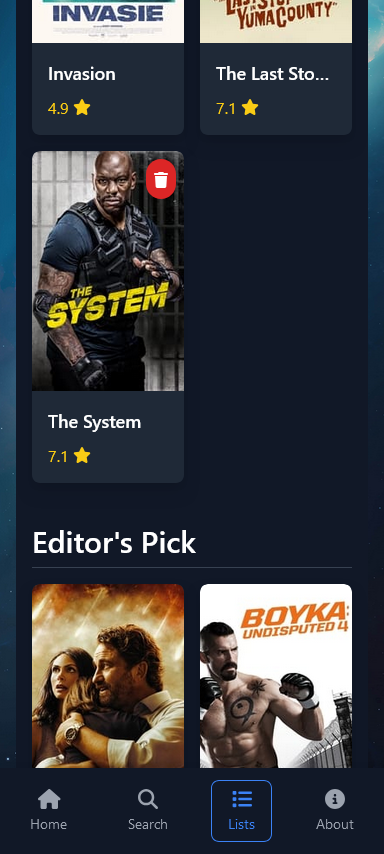 INVASIE
LAST STOP
YUMA COUNTY
Invasion
The Last Sto...
4.9
7.1
THE
SYSTEM
The System
7.1
Editor's Pick
BOYKA:
UNDISPUTED 4
Home
Search
Lists
About